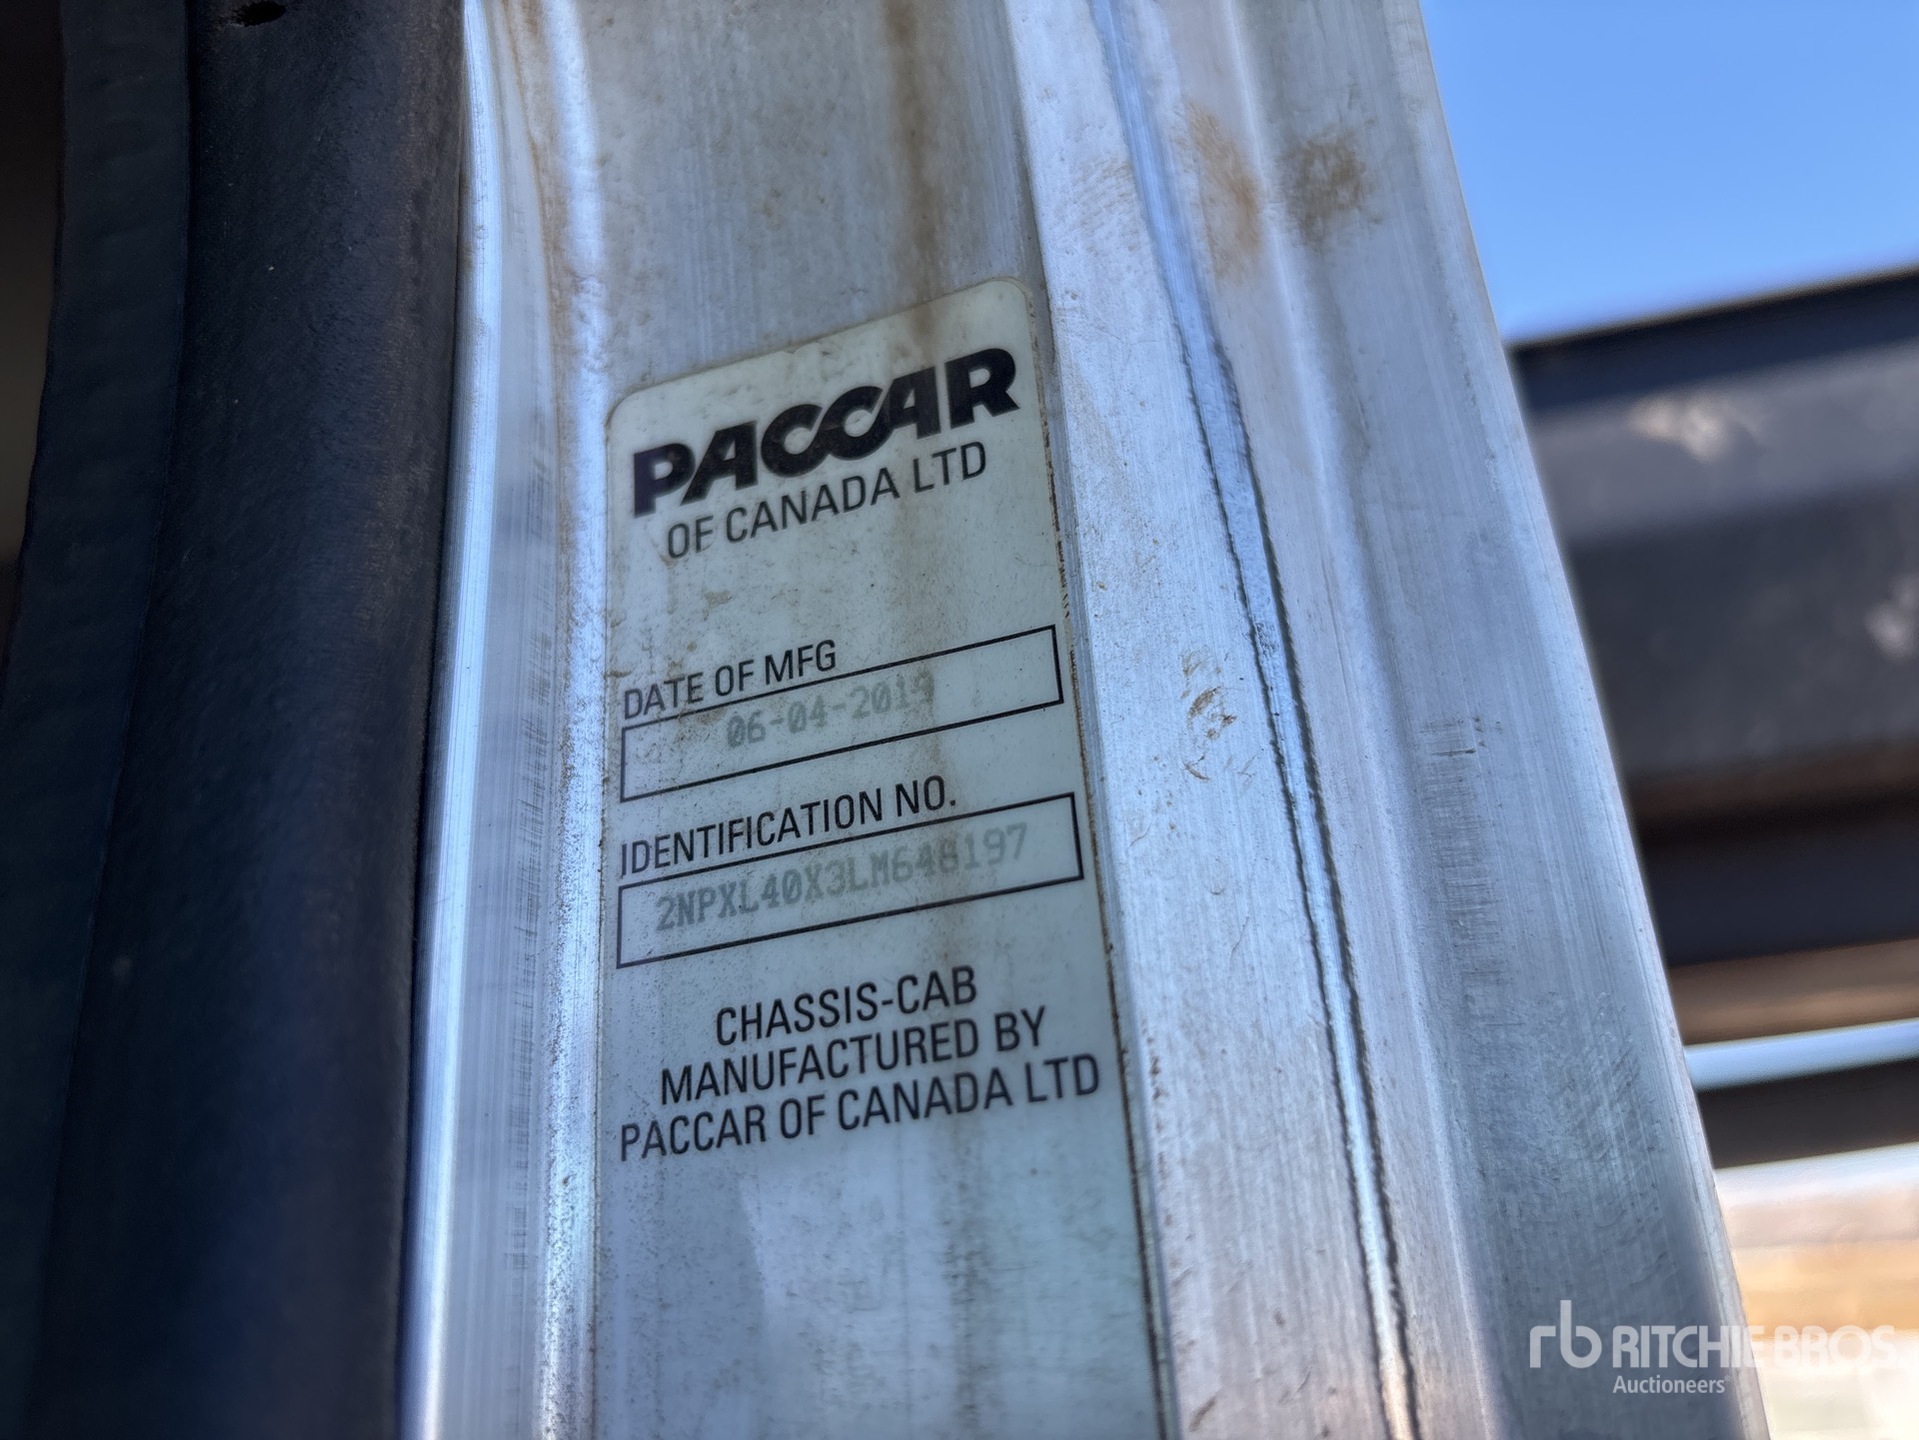 PACCAR
OF CANADA LTD
DATE OF MFG
06-04-2019
IDENTIFICATION NO.
2NPXL40X3LM648197
CHASSIS-CAB
MANUFACTURED BY
PACCAR OF CANADA LTD
rb RITCHIE BROS.
Auctioneers